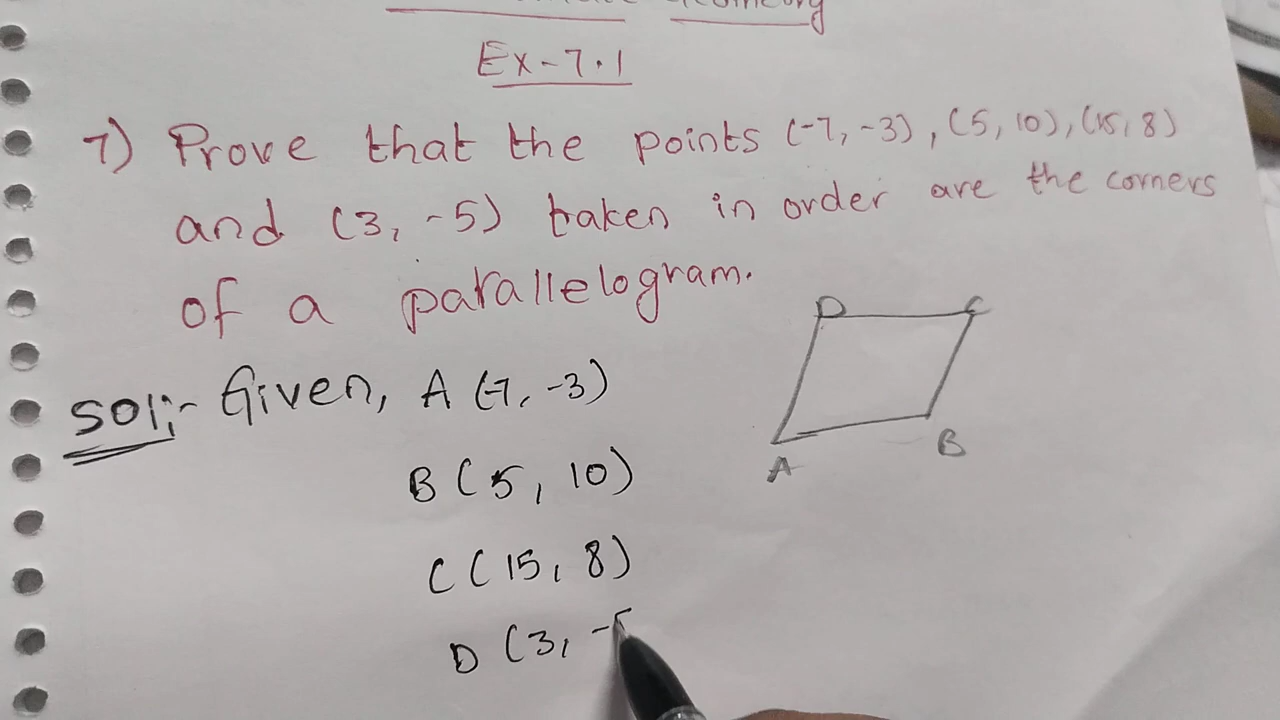 Ex-7.1
7) Prove that the points (-7, -3), (5, 10), (15, 8)
and (3, -5) taken in order are the corners
of a parallelogram.
D C
Sol:- Given, A (-7, -3)
A B
B (5, 10)
C (15, 8)
D (3, -5